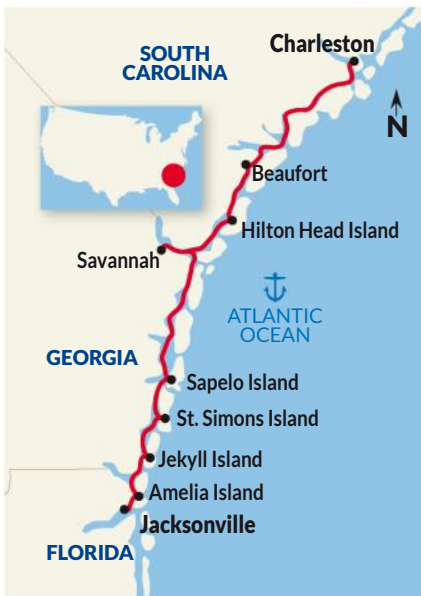 Charleston
SOUTH
CAROLINA
N
Beaufort
Hilton Head Island
Savannah
ATLANTIC
OCEAN
GEORGIA
Sapelo Island
St. Simons Island
Jekyll Island
Amelia Island
Jacksonville
FLORIDA